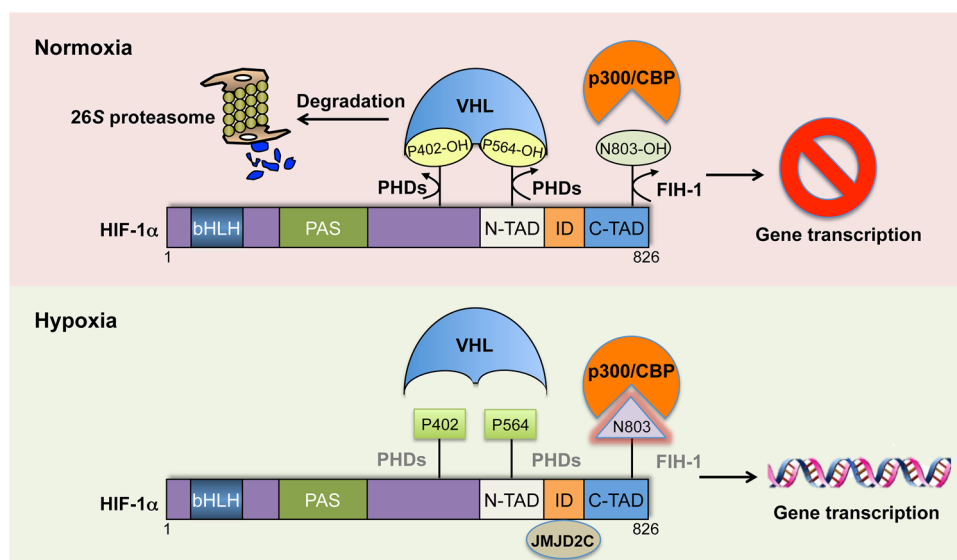 Normoxia
p300/CBP
26S proteasome
Degradation
VHL
P402-OH
P564-OH
N803-OH
PHDs
PHDs
FIH-1
HIF-1α
bHLH
PAS
N-TAD
ID
C-TAD
Gene transcription
1
826
Hypoxia
VHL
p300/CBP
P402
P564
N803
PHDs
PHDs
FIH-1
HIF-1α
bHLH
PAS
N-TAD
ID
C-TAD
Gene transcription
1
826
JMJD2C